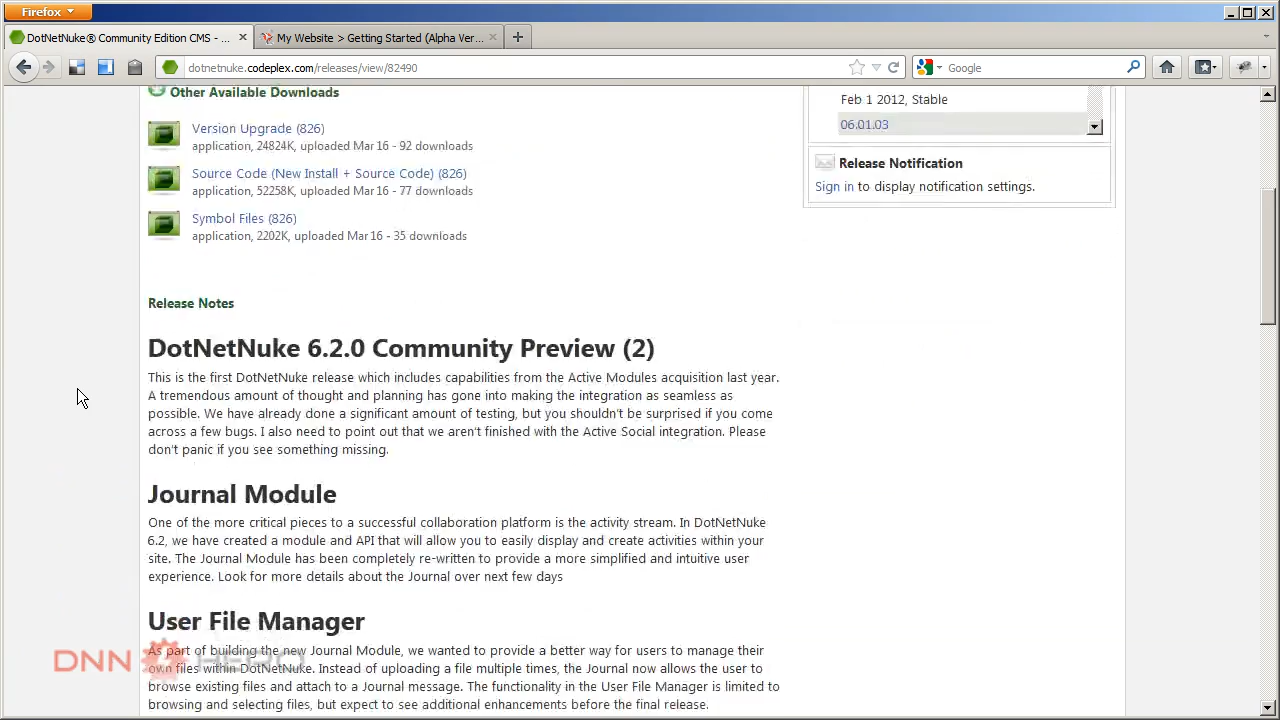 Firefox
DotNetNuke® Community Edition CMS - ...
My Website > Getting Started (Alpha Ver...
dotnetnuke.codeplex.com/releases/view/82490
Google
Other Available Downloads
Version Upgrade (826)
application, 24824K, uploaded Mar 16 - 92 downloads
Source Code (New Install + Source Code) (826)
application, 52258K, uploaded Mar 16 - 77 downloads
Symbol Files (826)
application, 2202K, uploaded Mar 16 - 35 downloads
Feb 1 2012, Stable
06.01.03
Release Notification
Sign in to display notification settings.
Release Notes
DotNetNuke 6.2.0 Community Preview (2)
This is the first DotNetNuke release which includes capabilities from the Active Modules acquisition last year.
A tremendous amount of thought and planning has gone into making the integration as seamless as
possible. We have already done a significant amount of testing, but you shouldn't be surprised if you come
across a few bugs. I also need to point out that we aren't finished with the Active Social integration. Please
don't panic if you see something missing.
Journal Module
One of the more critical pieces to a successful collaboration platform is the activity stream. In DotNetNuke
6.2, we have created a module and API that will allow you to easily display and create activities within your
site. The Journal Module has been completely re-written to provide a more simplified and intuitive user
experience. Look for more details about the Journal over next few days
User File Manager
As part of building the new Journal Module, we wanted to provide a better way for users to manage their
own files within DotNetNuke. Instead of uploading a file multiple times, the Journal now allows the user to
browse existing files and attach to a Journal message. The functionality in the User File Manager is limited to
browsing and selecting files, but expect to see additional enhancements before the final release.
DNN HERO